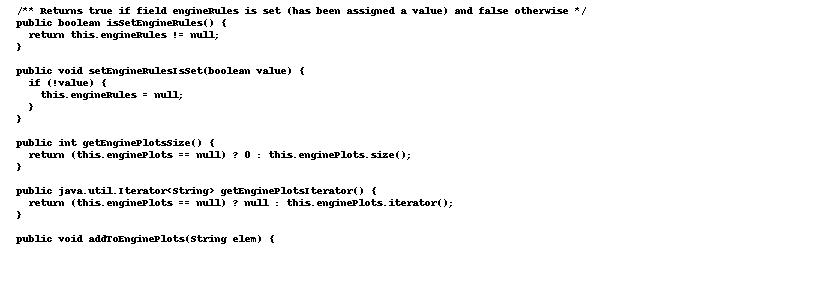 /** Returns true if field engineRules is set (has been assigned a value) and false otherwise */
public boolean isSetEngineRules() {
  return this.engineRules != null;
}

public void setEngineRulesIsSet(boolean value) {
  if (!value) {
    this.engineRules = null;
  }
}

public int getEnginePlotsSize() {
  return (this.enginePlots == null) ? 0 : this.enginePlots.size();
}

public java.util.Iterator<String> getEnginePlotsIterator() {
  return (this.enginePlots == null) ? null : this.enginePlots.iterator();
}

public void addToEnginePlots(String elem) {